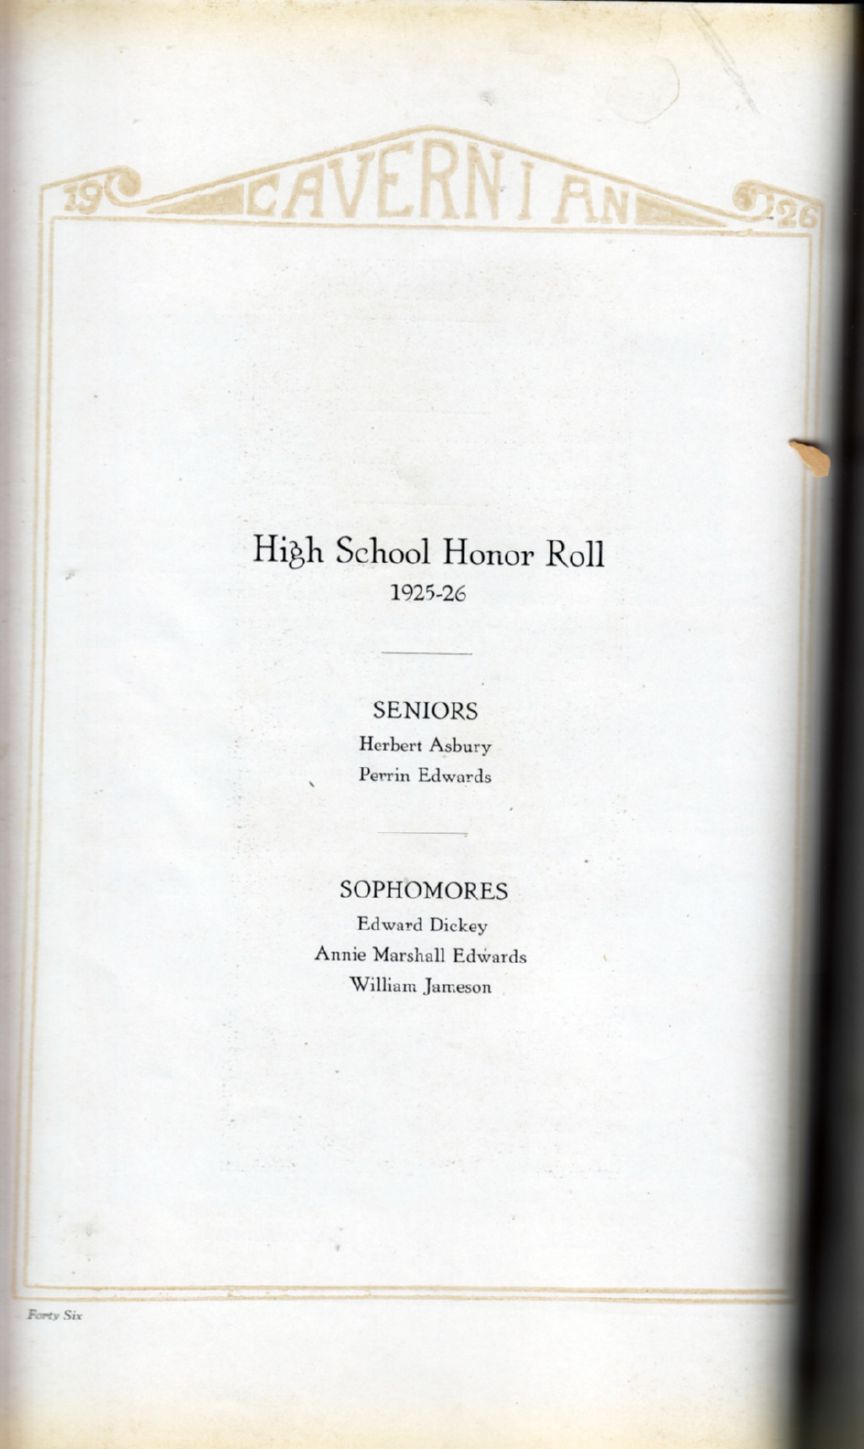 19 CAVERNIAN 26
High School Honor Roll
1925-26
SENIORS
Herbert Asbury
Perrin Edwards
SOPHOMORES
Edward Dickey
Annie Marshall Edwards
William Jameson
Forty Six